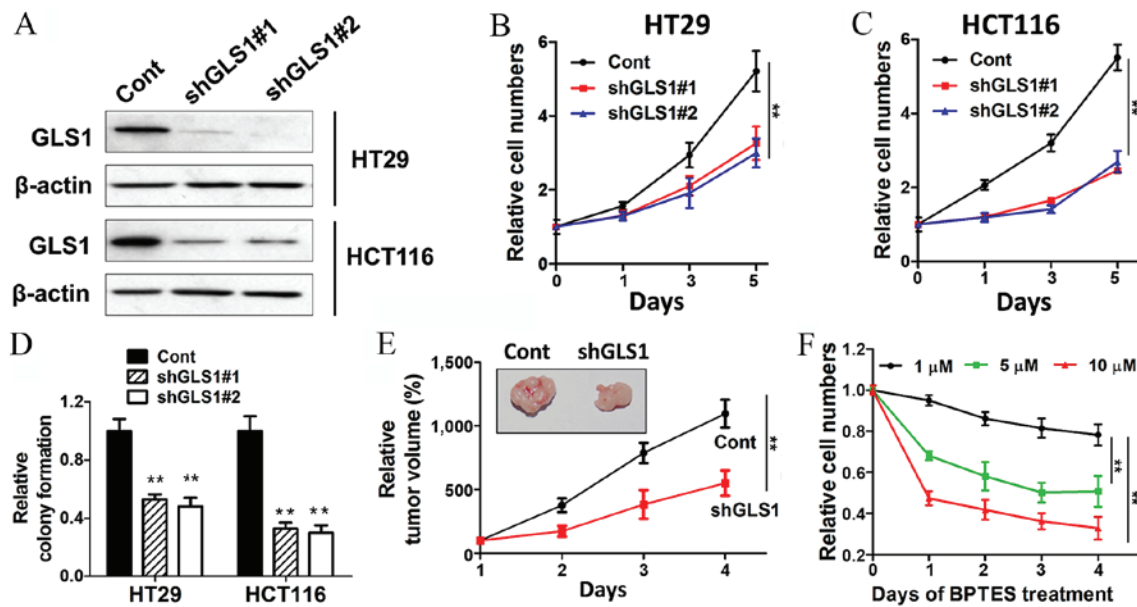 A
Cont
shGLS1#1
shGLS1#2
GLS1
β-actin
HT29
GLS1
β-actin
HCT116
B
HT29
Relative cell numbers
6
4
2
0
Cont
shGLS1#1
shGLS1#2
**
0 1 3 5
Days
C
HCT116
Relative cell numbers
6
4
2
0
Cont
shGLS1#1
shGLS1#2
**
0 1 3 5
Days
D
Cont
shGLS1#1
shGLS1#2
Relative
colony formation
1.2
0.8
0.4
0.0
** **
** **
HT29 HCT116
E
Cont shGLS1
Relative
tumor volume (%)
1,500
1,000
500
0
Cont
shGLS1
**
1 2 3 4
Days
F
Relative cell numbers
1.2
1.0
0.8
0.6
0.4
0.2
1 μM 5 μM 10 μM
**
**
0 1 2 3 4
Days of BPTES treatment